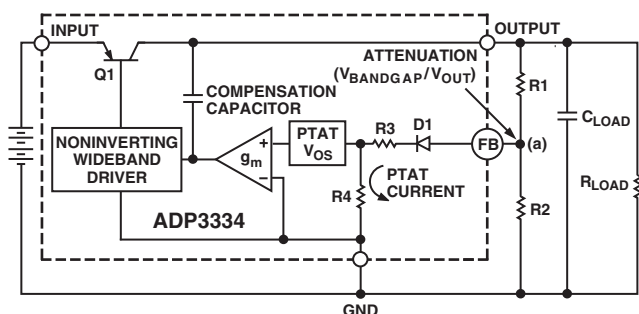 INPUT
OUTPUT
Q1
ATTENUATION
(VBANDGAP/VOUT)
R1
COMPENSATION
CAPACITOR
CLOAD
NONINVERTING
WIDEBAND
DRIVER
gm
+
−
PTAT
VOS
R3
D1
FB
(a)
R4
PTAT
CURRENT
R2
RLOAD
ADP3334
GND